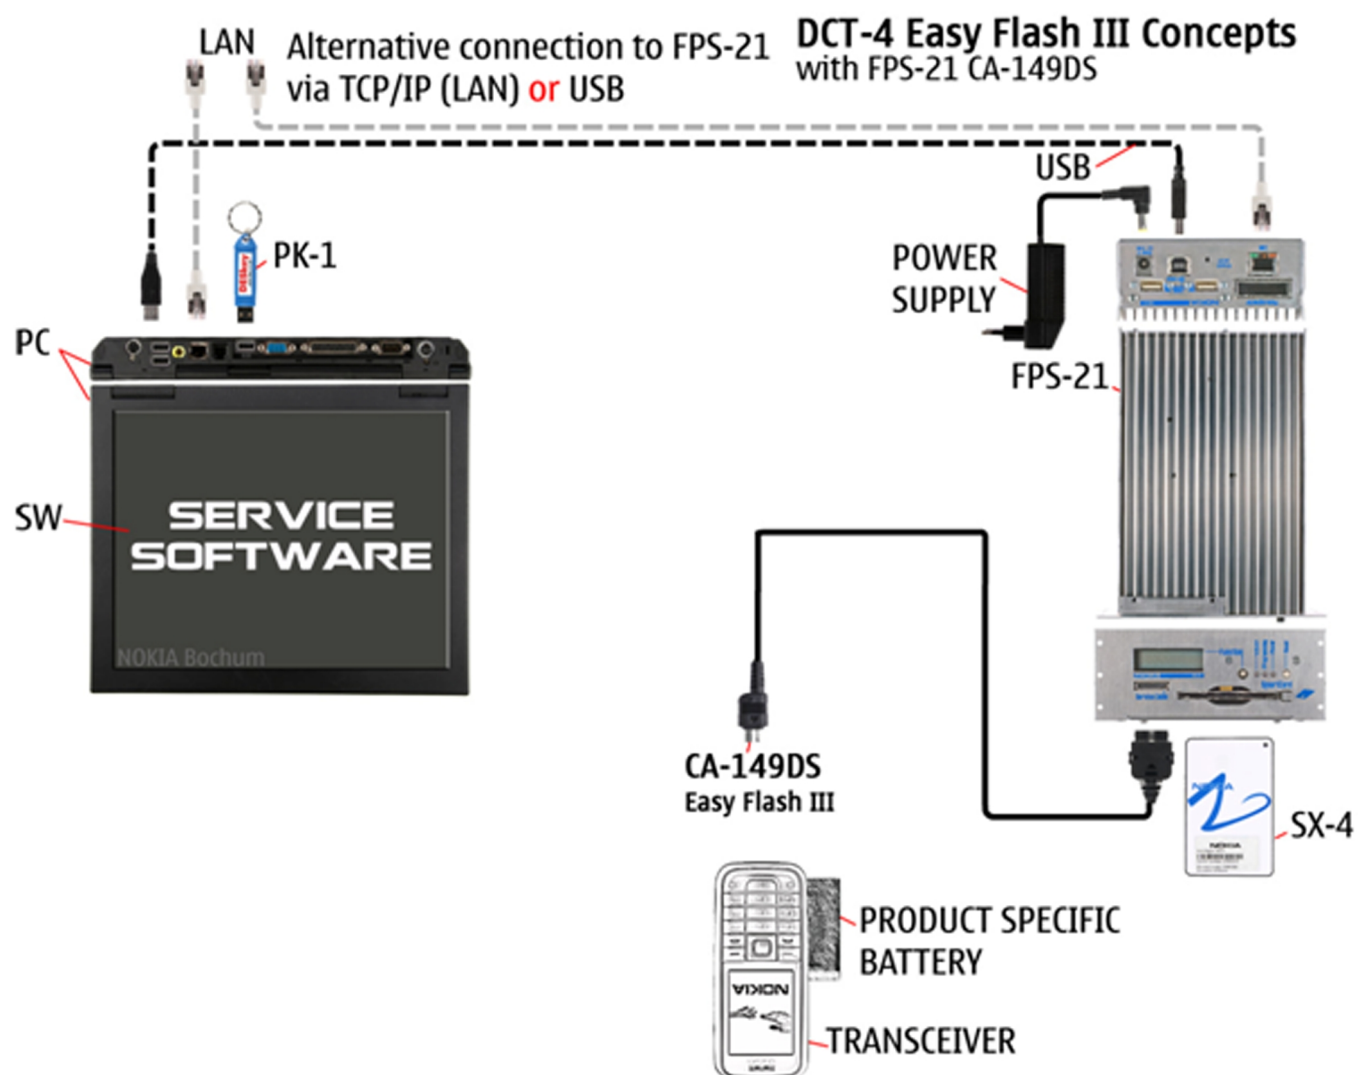 LAN
Alternative connection to FPS-21
via TCP/IP (LAN) or USB
DCT-4 Easy Flash III Concepts
with FPS-21 CA-149DS
USB
PK-1
POWER
SUPPLY
PC
FPS-21
SW
SERVICE
SOFTWARE
NOKIA Bochum
CA-149DS
Easy Flash III
NOKIA
NOKIA
SX-4
PRODUCT SPECIFIC
BATTERY
NOKIA
TRANSCEIVER